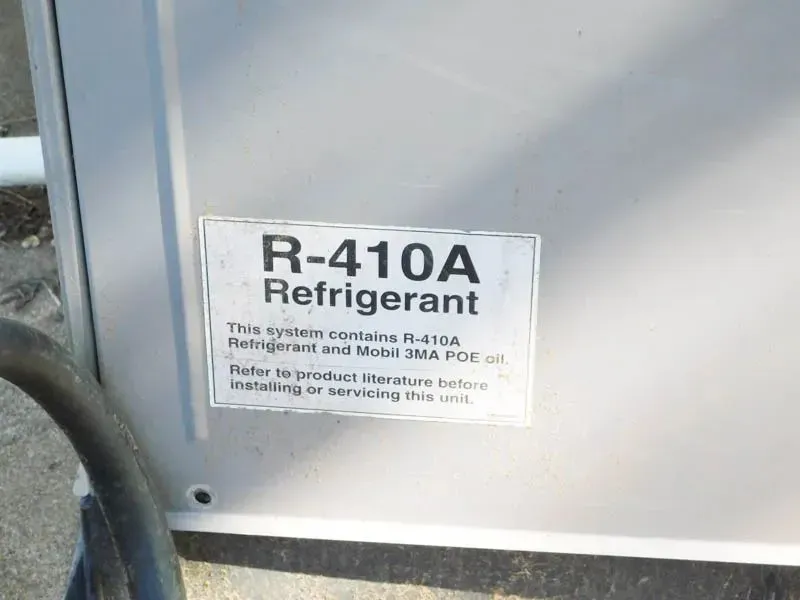 R-410A
Refrigerant
This system contains R-410A
Refrigerant and Mobil 3MA POE oil.
Refer to product literature before
installing or servicing this unit.